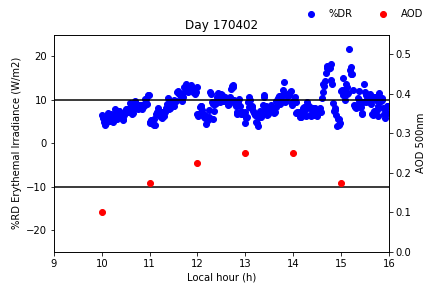 %DR AOD
Day 170402
%RD Erythemal Irradiance (W/m2)
20
10
0
−10
−20
AOD 500nm
0.5
0.4
0.3
0.2
0.1
0.0
9 10 11 12 13 14 15 16
Local hour (h)